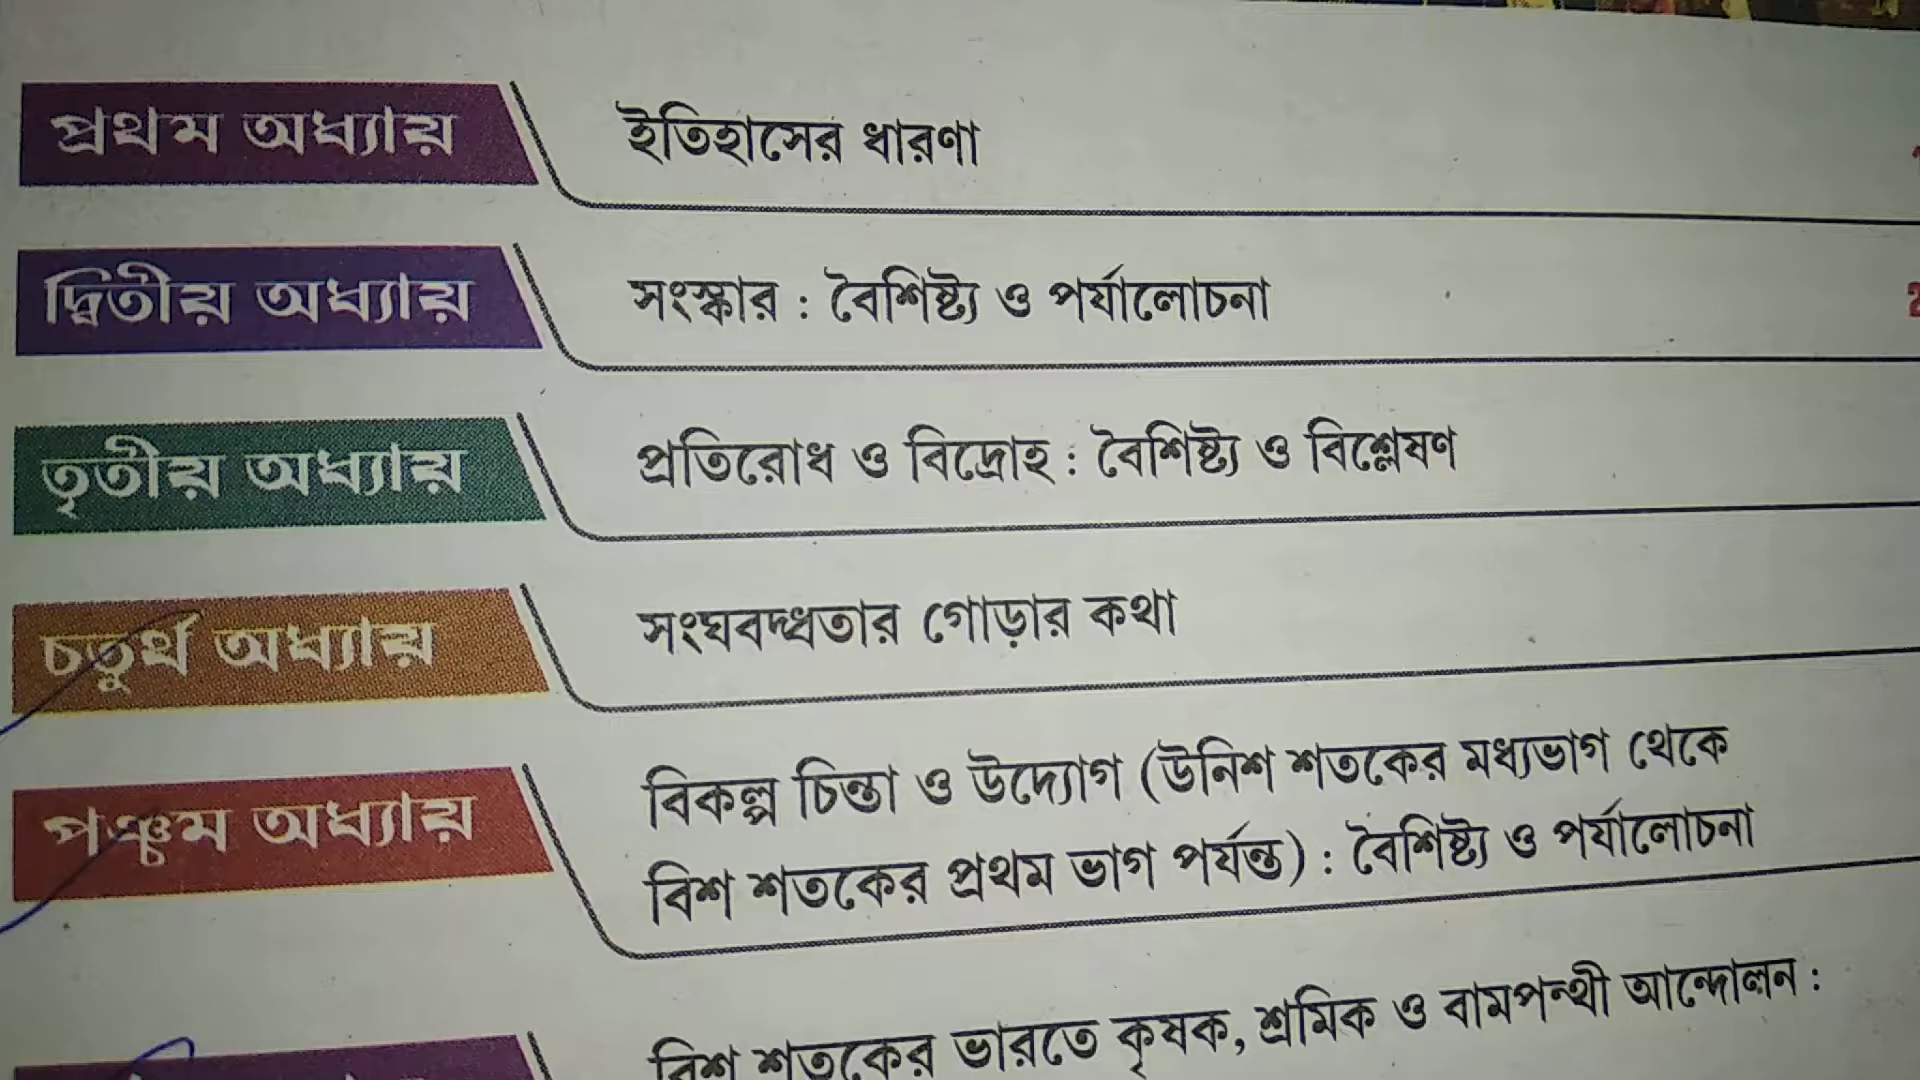 প্রথম অধ্যায় ইতিহাসের ধারণা
দ্বিতীয় অধ্যায় সংস্কার : বৈশিষ্ট্য ও পর্যালোচনা
তৃতীয় অধ্যায় প্রতিরোধ ও বিদ্রোহ : বৈশিষ্ট্য ও বিশ্লেষণ
চতুর্থ অধ্যায় সংঘবদ্ধতার গোড়ার কথা
পঞ্চম অধ্যায় বিকল্প চিন্তা ও উদ্যোগ (উনিশ শতকের মধ্যভাগ থেকে
বিশ শতকের প্রথম ভাগ পর্যন্ত) : বৈশিষ্ট্য ও পর্যালোচনা
বিশ শতকের ভারতে কৃষক, শ্রমিক ও বামপন্থী আন্দোলন :